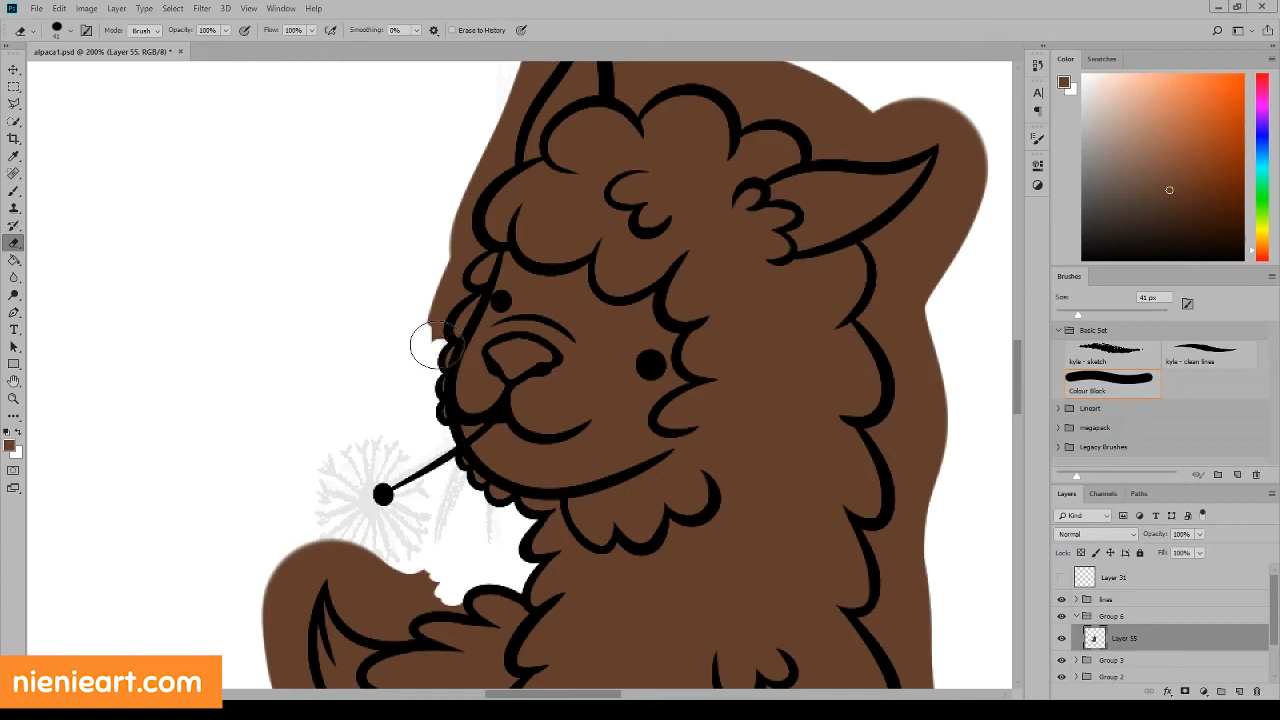 File Edit Image Layer Type Select Filter 3D View Window Help
41 Mode: Brush Opacity: 100% Flow: 100% Smoothing: 0% Erase to History
alpaca1.psd @ 200% (Layer 55, RGB/8) * ×
Color Swatches
Brushes
Size: 41 px
Basic Set
kyle - sketch kyle - clean lines
Colour Block
Lineart
megapack
Legacy Brushes
Layers Channels Paths
Kind
Normal Opacity: 100%
Lock: Fill: 100%
Layer 31
lines
Group 6
Layer 55
Group 3
Group 2
nienieart.com